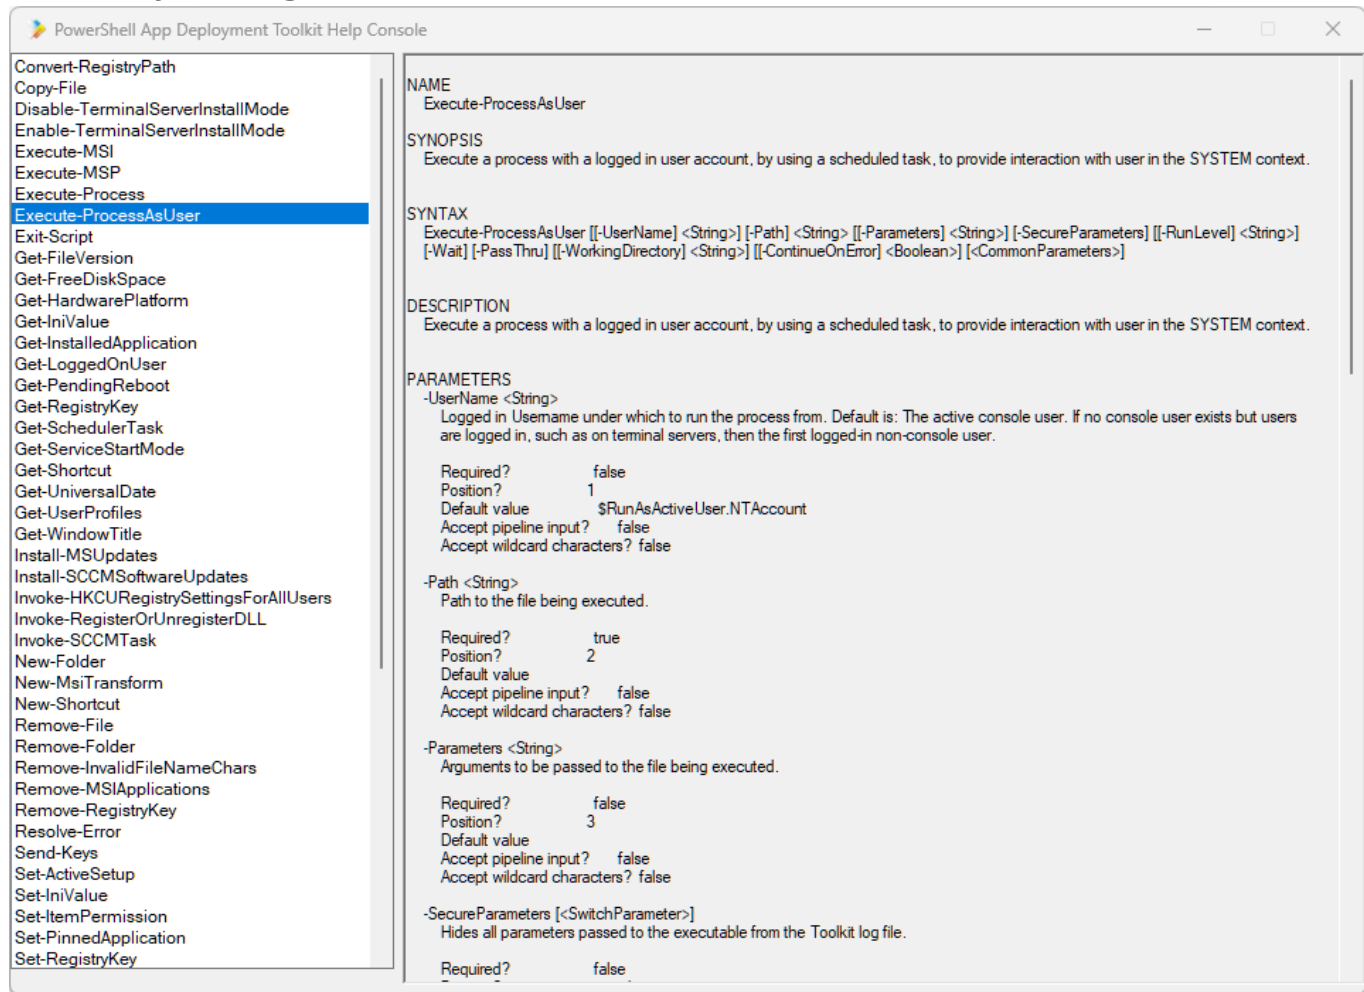 PowerShell App Deployment Toolkit Help Console
Convert-RegistryPath
Copy-File
Disable-TerminalServerInstallMode
Enable-TerminalServerInstallMode
Execute-MSI
Execute-MSP
Execute-Process
Execute-ProcessAsUser
Exit-Script
Get-FileVersion
Get-FreeDiskSpace
Get-HardwarePlatform
Get-IniValue
Get-InstalledApplication
Get-LoggedOnUser
Get-PendingReboot
Get-RegistryKey
Get-SchedulerTask
Get-ServiceStartMode
Get-Shortcut
Get-UniversalDate
Get-UserProfiles
Get-WindowTitle
Install-MSUpdates
Install-SCCMSoftwareUpdates
Invoke-HKCURegistrySettingsForAllUsers
Invoke-RegisterOrUnregisterDLL
Invoke-SCCMTask
New-Folder
New-MsiTransform
New-Shortcut
Remove-File
Remove-Folder
Remove-InvalidFileNameChars
Remove-MSIApplications
Remove-RegistryKey
Resolve-Error
Send-Keys
Set-ActiveSetup
Set-IniValue
Set-ItemPermission
Set-PinnedApplication
Set-RegistryKey
NAME
Execute-ProcessAsUser
SYNOPSIS
Execute a process with a logged in user account, by using a scheduled task, to provide interaction with user in the SYSTEM context.
SYNTAX
Execute-ProcessAsUser [[-UserName] <String>] [-Path] <String> [[-Parameters] <String>] [-SecureParameters] [[-RunLevel] <String>]
[-Wait] [-PassThru] [[-WorkingDirectory] <String>] [[-ContinueOnError] <Boolean>] [<CommonParameters>]
DESCRIPTION
Execute a process with a logged in user account, by using a scheduled task, to provide interaction with user in the SYSTEM context.
PARAMETERS
-UserName <String>
Logged in Username under which to run the process from. Default is: The active console user. If no console user exists but users
are logged in, such as on terminal servers, then the first logged-in non-console user.
Required? false
Position? 1
Default value $RunAsActiveUser.NTAccount
Accept pipeline input? false
Accept wildcard characters? false
-Path <String>
Path to the file being executed.
Required? true
Position? 2
Default value
Accept pipeline input? false
Accept wildcard characters? false
-Parameters <String>
Arguments to be passed to the file being executed.
Required? false
Position? 3
Default value
Accept pipeline input? false
Accept wildcard characters? false
-SecureParameters [<SwitchParameter>]
Hides all parameters passed to the executable from the Toolkit log file.
Required? false